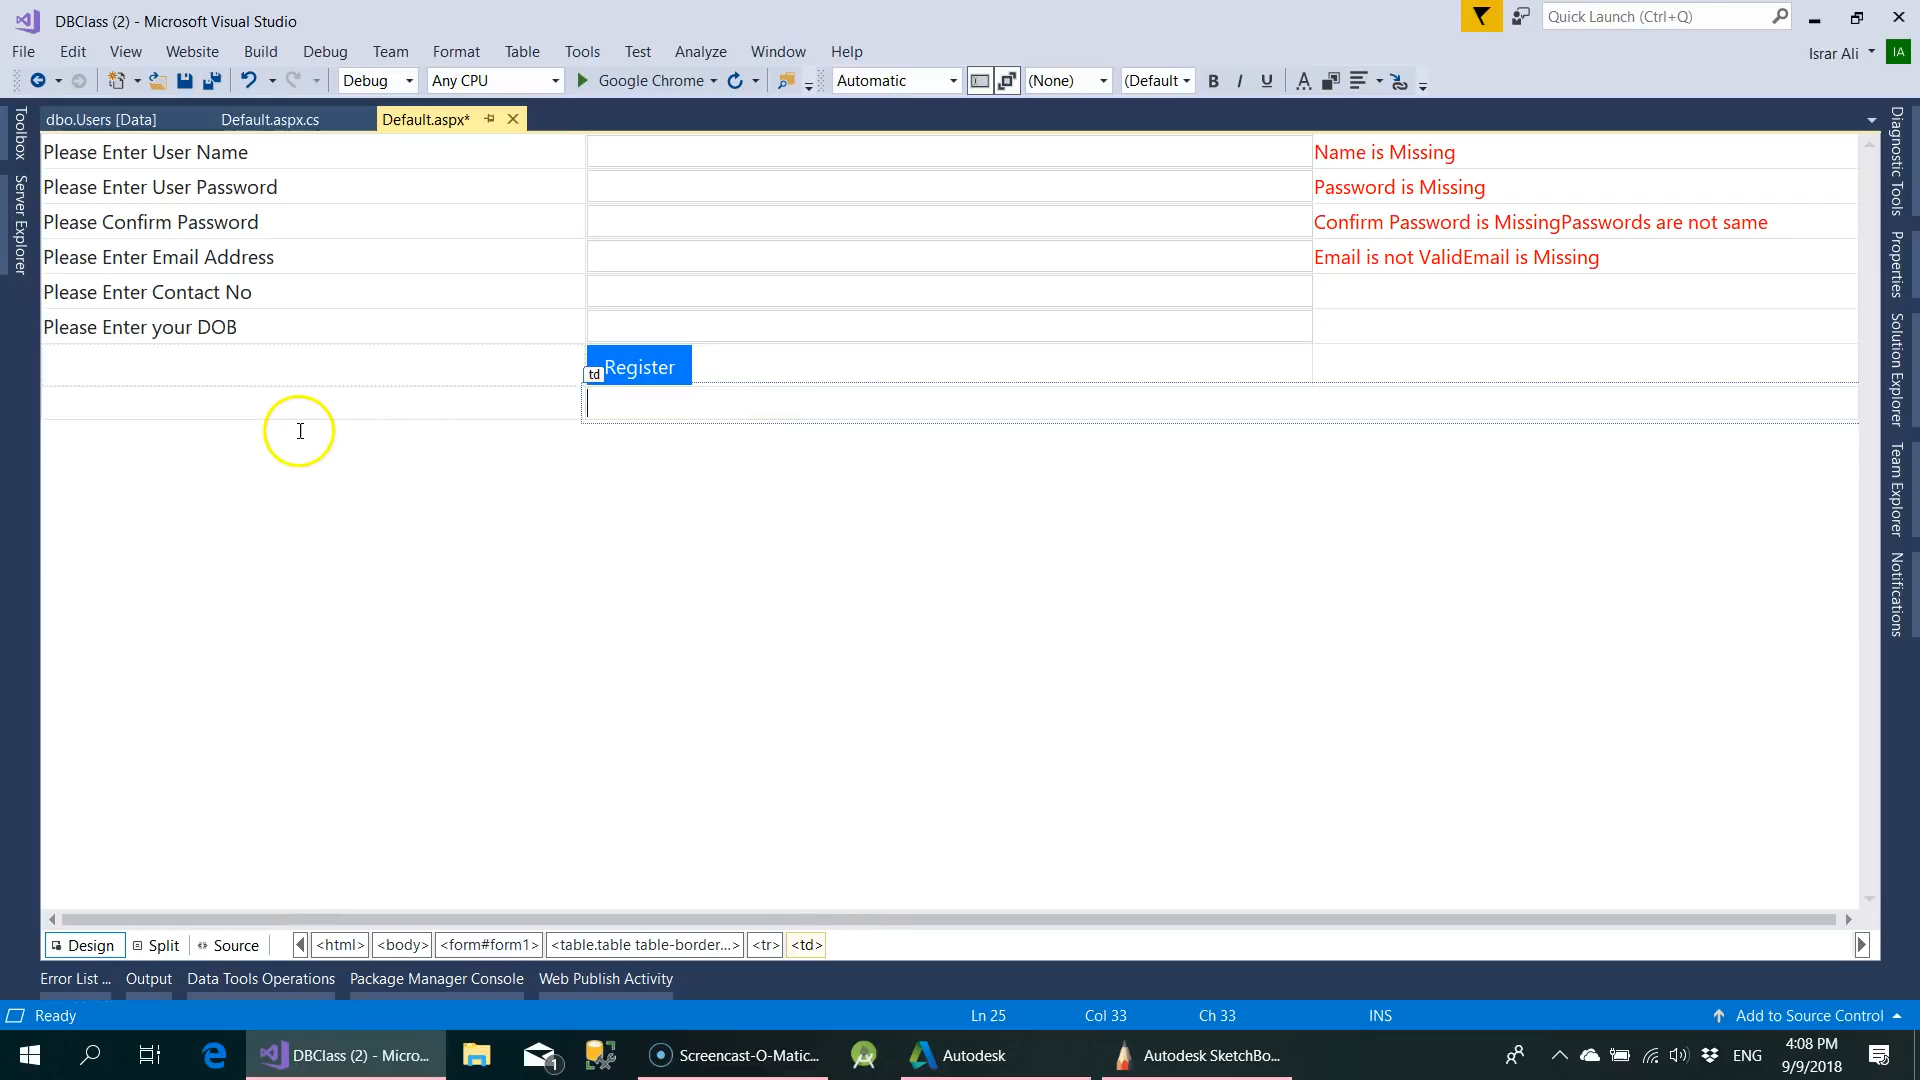 DBClass (2) - Microsoft Visual Studio
Quick Launch (Ctrl+Q)
File Edit View Website Build Debug Team Format Table Tools Test Analyze Window Help
Israr Ali IA
Debug Any CPU Google Chrome Automatic (None) (Default B I U A
dbo.Users [Data] Default.aspx.cs Default.aspx*
Toolbox
Server Explorer
Please Enter User Name Name is Missing
Please Enter User Password Password is Missing
Please Confirm Password Confirm Password is MissingPasswords are not same
Please Enter Email Address Email is not ValidEmail is Missing
Please Enter Contact No
Please Enter your DOB
Register
td
Diagnostic Tools
Properties
Solution Explorer
Team Explorer
Notifications
Design Split Source <html> <body> <form#form1> <table.table table-border...> <tr> <td>
Error List ... Output Data Tools Operations Package Manager Console Web Publish Activity
Ready Ln 25 Col 33 Ch 33 INS Add to Source Control
DBClass (2) - Micro... 1 Screencast-O-Matic... Autodesk Autodesk SketchBo... ENG 4:08 PM
9/9/2018